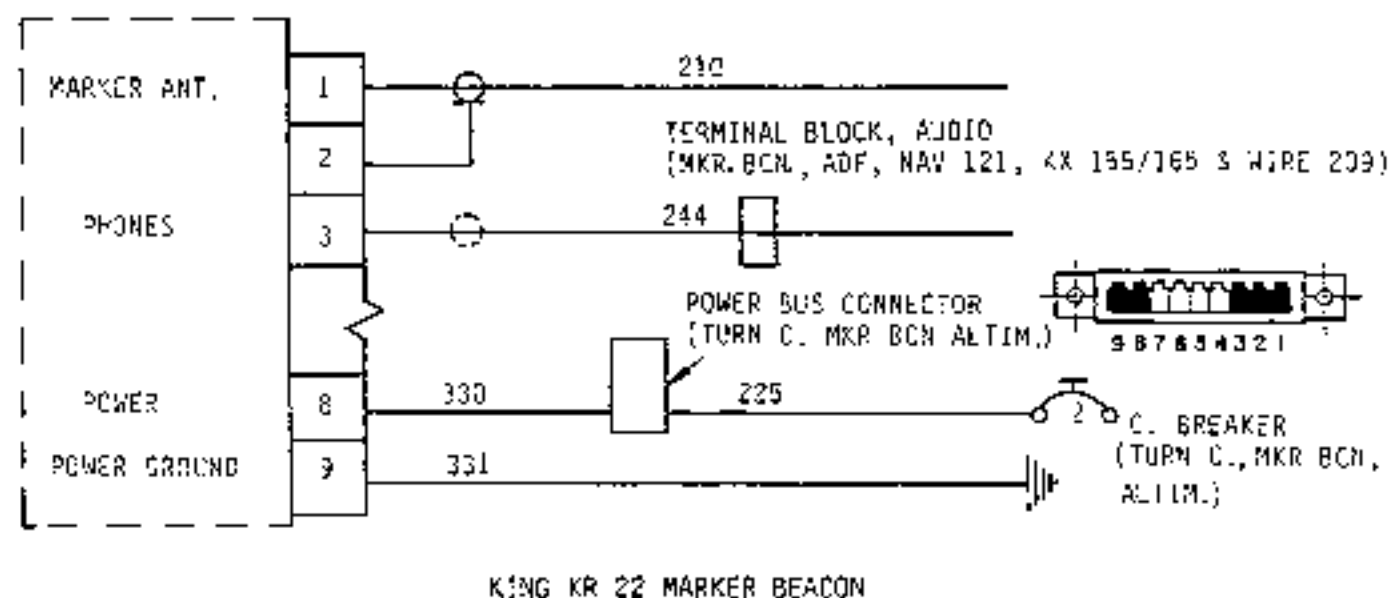 MARKER ANT.
1
2
TERMINAL BLOCK, AUDIO
(MKR. BCN., ADF, NAV 121, KX 155/165 & WIRE 209)
PHONES
3
244
POWER BUS CONNECTOR
(TURN C. MKR BCN ALTIM.)
9 8 7 6 5 4 3 2 1
POWER
8
330
225
2
C. BREAKER
(TURN C., MKR BCN,
ALTIM.)
POWER GROUND
9
331
KING KR 22 MARKER BEACON